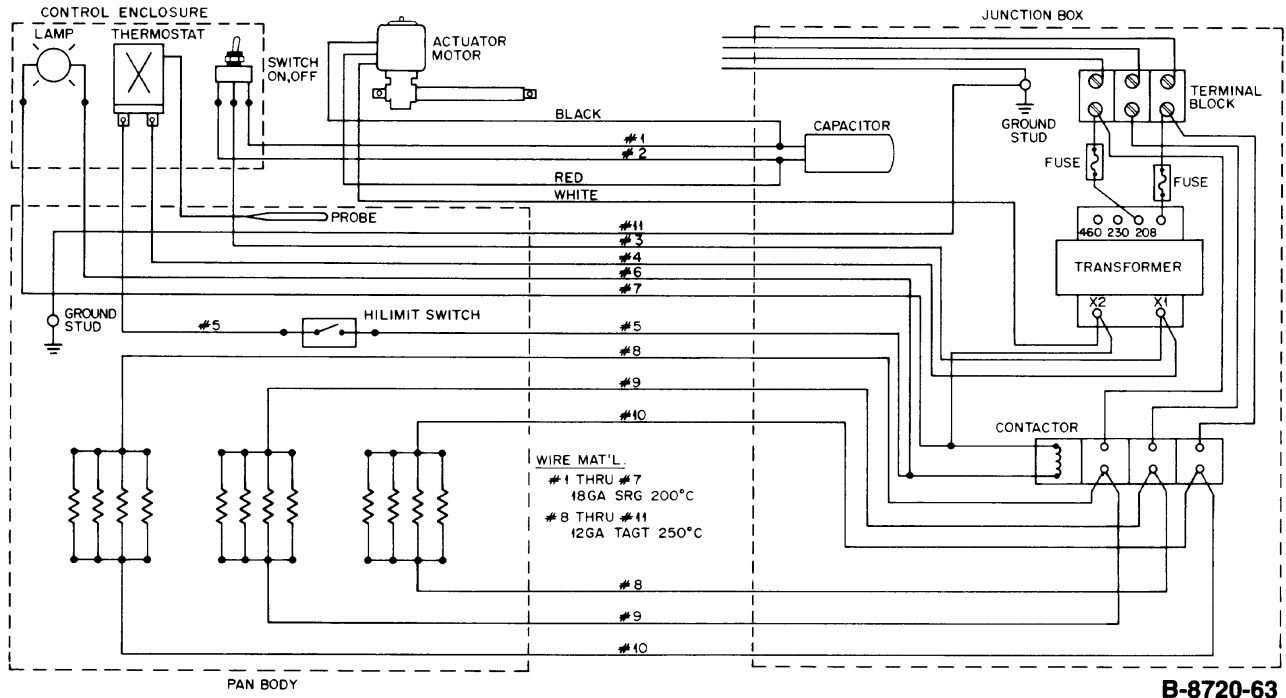 CONTROL ENCLOSURE
LAMP
THERMOSTAT
SWITCH
ON,OFF
ACTUATOR
MOTOR
JUNCTION BOX
TERMINAL
BLOCK
GROUND
STUD
BLACK
CAPACITOR
#1
#2
FUSE
FUSE
RED
WHITE
PROBE
#11
#3
#4
#6
#7
460 230 208
TRANSFORMER
X2
X1
GROUND
STUD
#5
HILIMIT SWITCH
#5
#8
#9
#10
CONTACTOR
WIRE MAT'L.
#1 THRU #7
18GA SRG 200°C
#8 THRU #11
12GA TAGT 250°C
#8
#9
#10
PAN BODY
B-8720-63